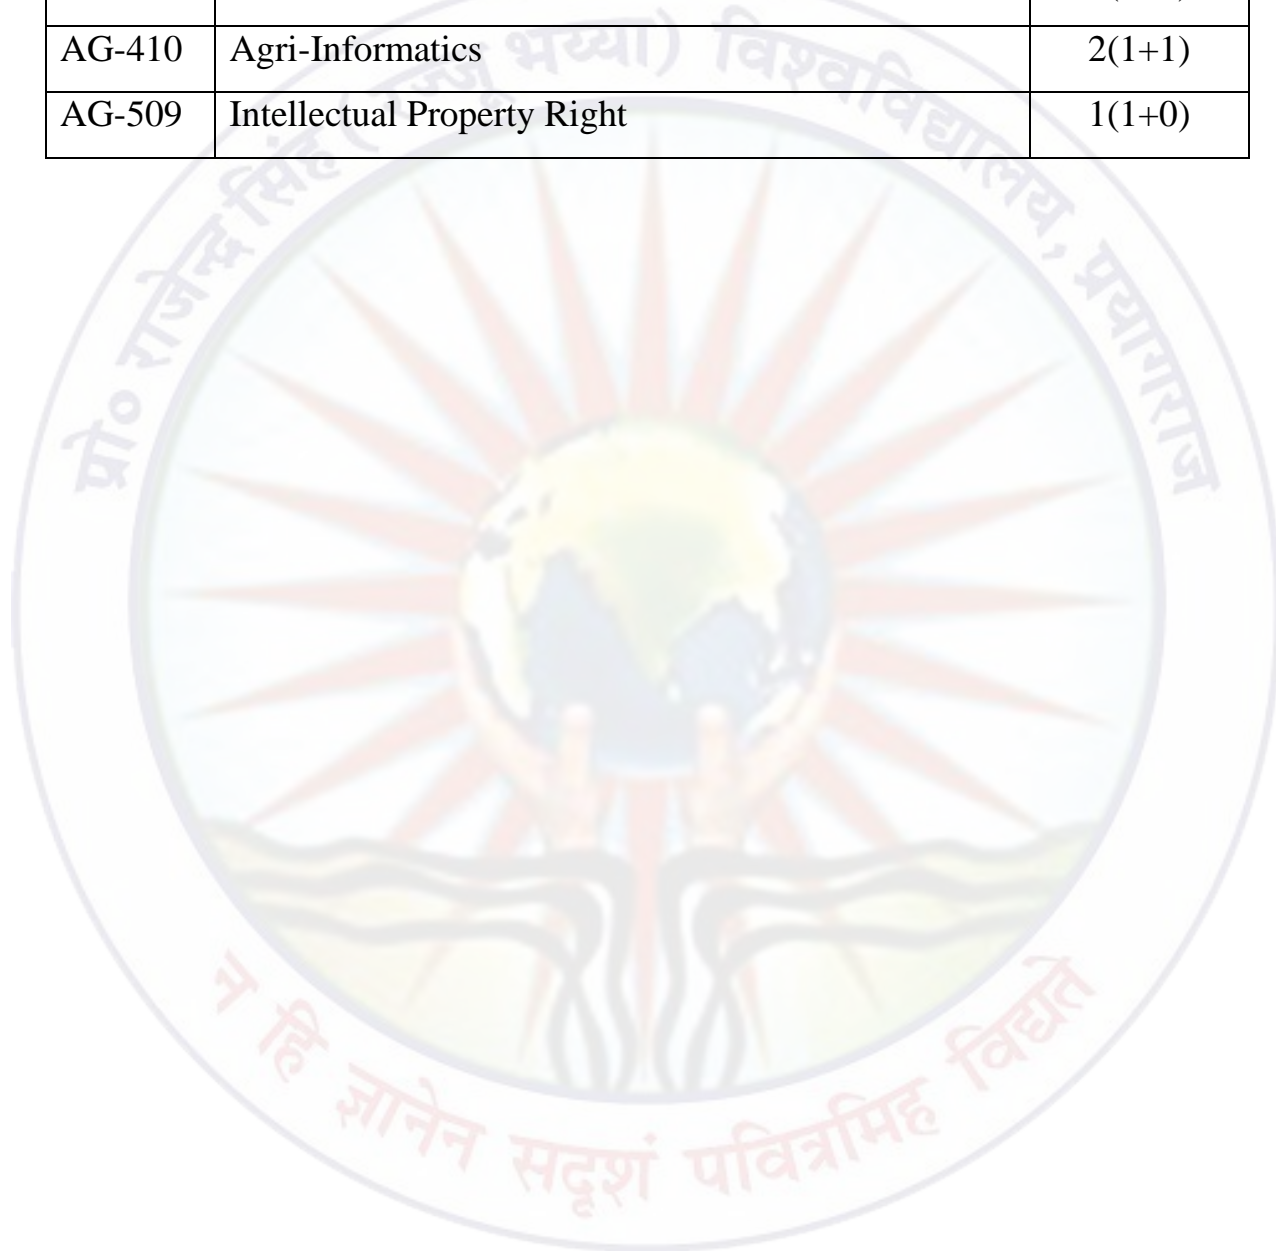 AG-410 Agri-Informatics 2(1+1)
AG-509 Intellectual Property Right 1(1+0)
प्रो० राजेन्द्र सिंह (रज्जू भय्या) विश्वविद्यालय, प्रयागराज
न हि ज्ञानेन सदृशं पवित्रमिह विद्यते